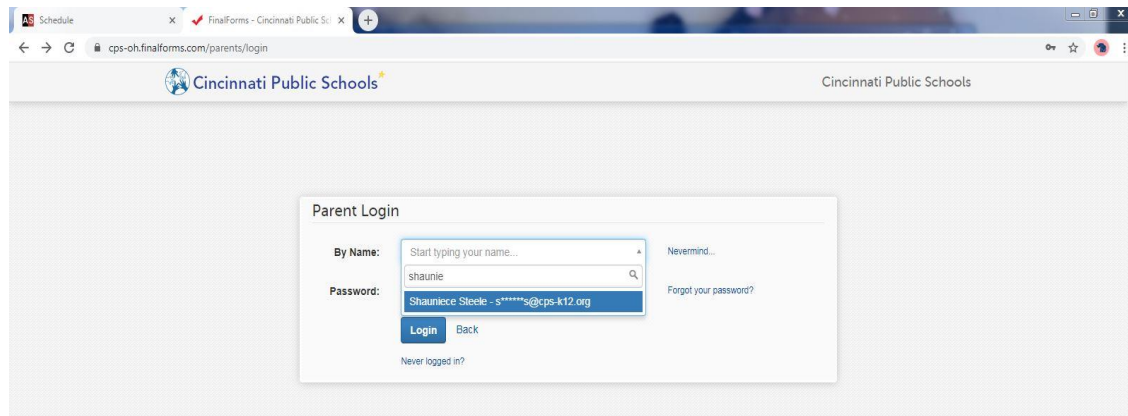 AS Schedule
FinalForms - Cincinnati Public Sc
cps-oh.finalforms.com/parents/login
Cincinnati Public Schools
Cincinnati Public Schools
Parent Login
By Name:
Start typing your name...
Nevermind...
shaunie
Password:
Forgot your password?
Shauniece Steele - s******s@cps-k12.org
Login
Back
Never logged in?